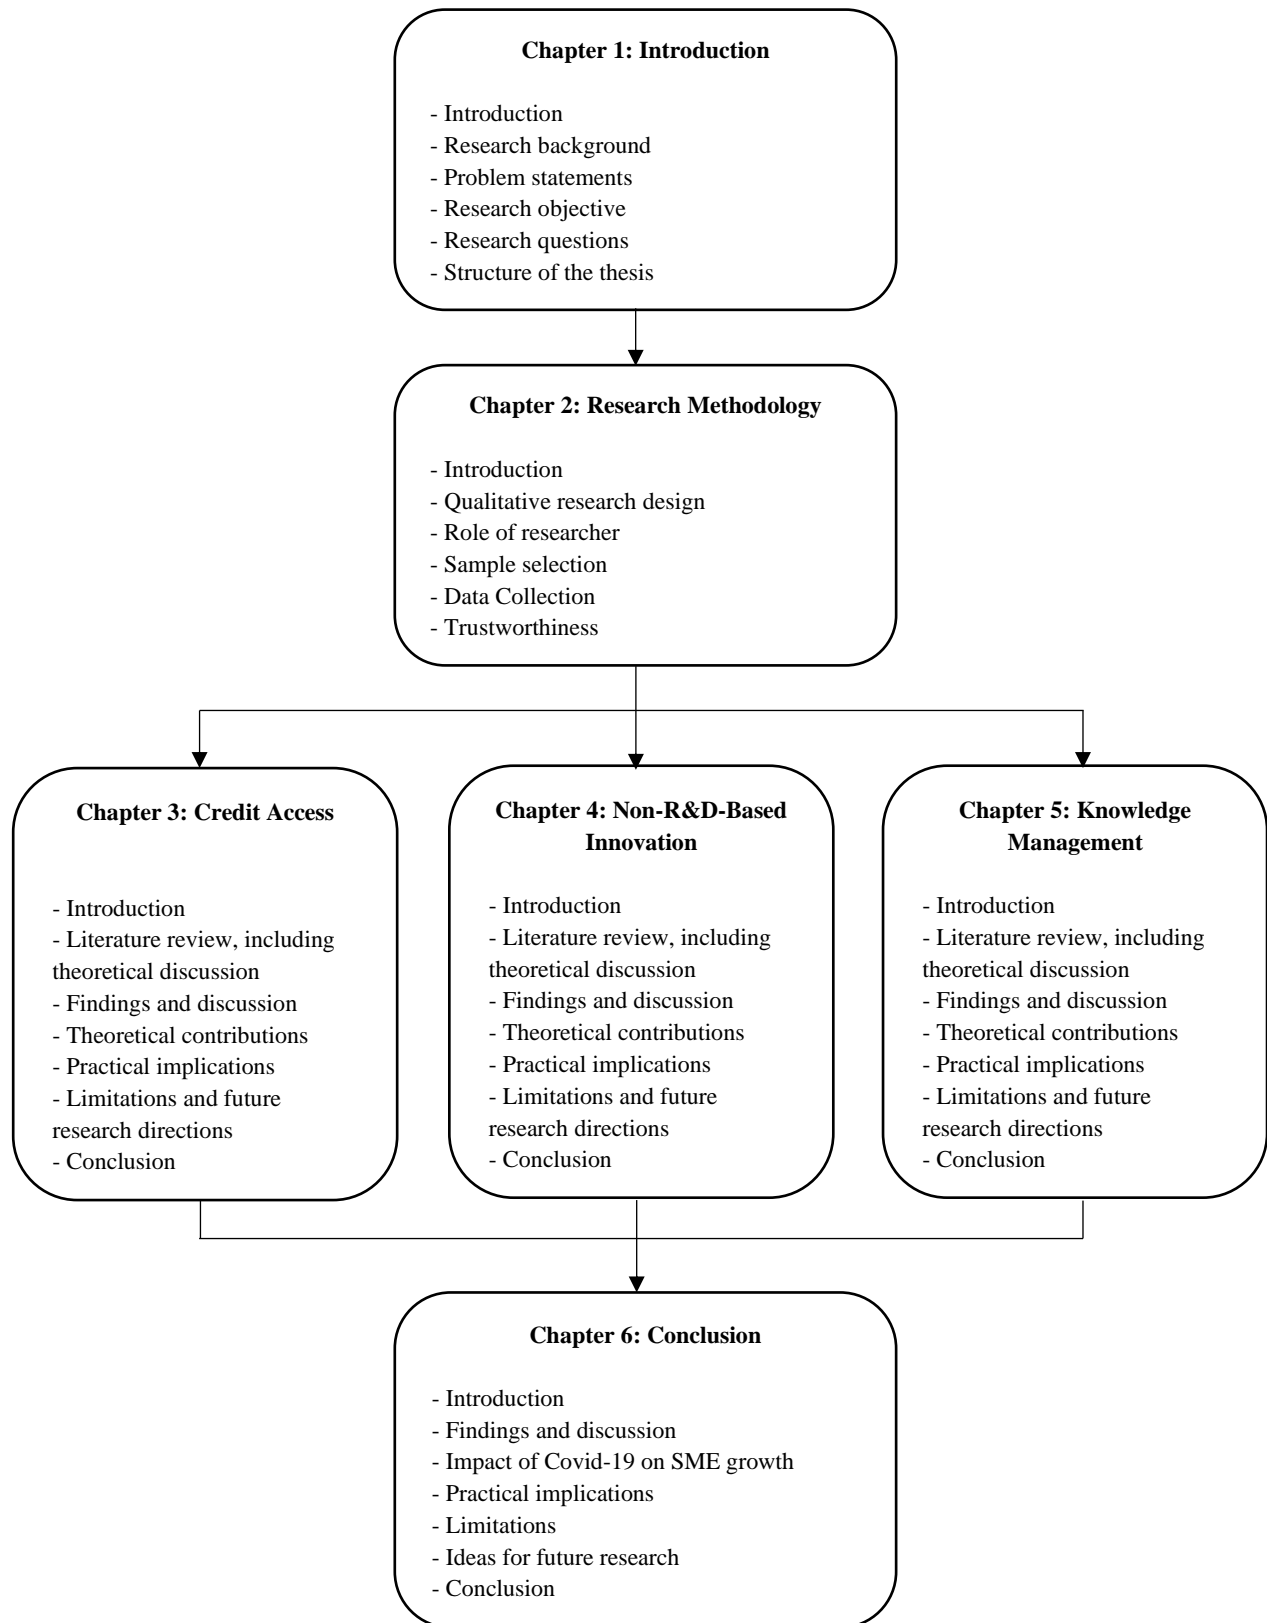 Chapter 1: Introduction
- Introduction
- Research background
- Problem statements
- Research objective
- Research questions
- Structure of the thesis
Chapter 2: Research Methodology
- Introduction
- Qualitative research design
- Role of researcher
- Sample selection
- Data Collection
- Trustworthiness
Chapter 3: Credit Access
- Introduction
- Literature review, including
theoretical discussion
- Findings and discussion
- Theoretical contributions
- Practical implications
- Limitations and future
research directions
- Conclusion
Chapter 4: Non-R&D-Based
Innovation
- Introduction
- Literature review, including
theoretical discussion
- Findings and discussion
- Theoretical contributions
- Practical implications
- Limitations and future
research directions
- Conclusion
Chapter 5: Knowledge
Management
- Introduction
- Literature review, including
theoretical discussion
- Findings and discussion
- Theoretical contributions
- Practical implications
- Limitations and future
research directions
- Conclusion
Chapter 6: Conclusion
- Introduction
- Findings and discussion
- Impact of Covid-19 on SME growth
- Practical implications
- Limitations
- Ideas for future research
- Conclusion